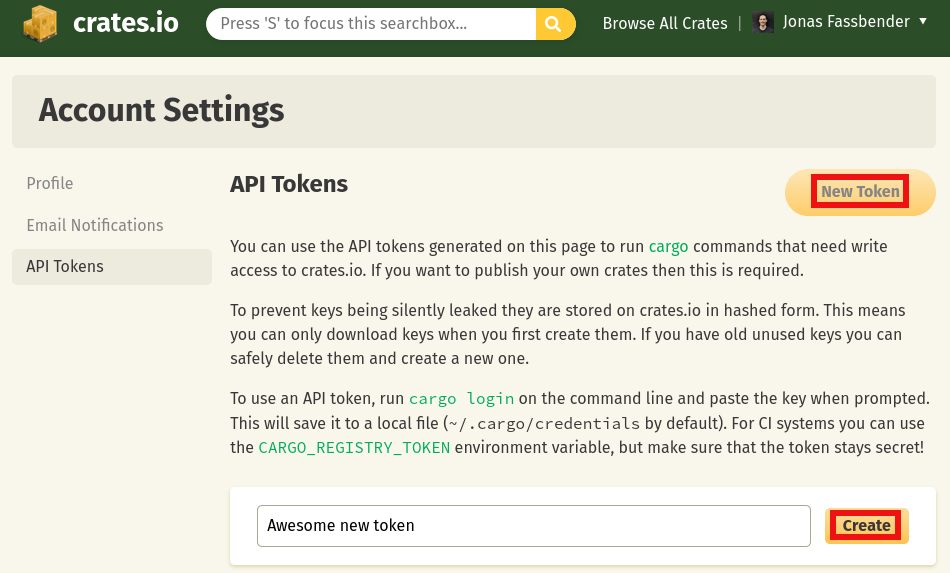 crates.io
Press 'S' to focus this searchbox...
Browse All Crates | Jonas Fassbender ▼
Account Settings
Profile
Email Notifications
API Tokens
API Tokens
New Token
You can use the API tokens generated on this page to run cargo commands that need write
access to crates.io. If you want to publish your own crates then this is required.
To prevent keys being silently leaked they are stored on crates.io in hashed form. This means
you can only download keys when you first create them. If you have old unused keys you can
safely delete them and create a new one.
To use an API token, run cargo login on the command line and paste the key when prompted.
This will save it to a local file (~/.cargo/credentials by default). For CI systems you can use
the CARGO_REGISTRY_TOKEN environment variable, but make sure that the token stays secret!
Awesome new token
Create